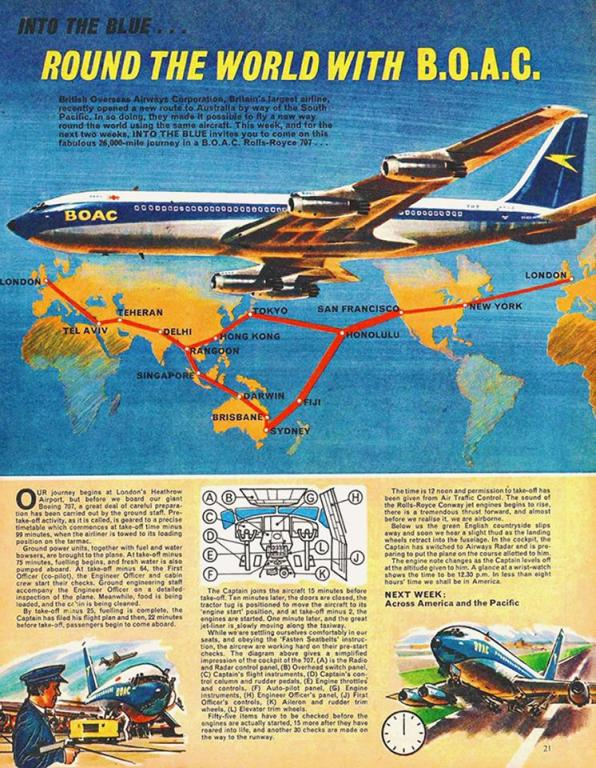 INTO THE BLUE . . .
ROUND THE WORLD WITH B.O.A.C.
British Overseas Airways Corporation, Britain's largest airline,
recently opened a new route to Australia by way of the South
Pacific. In so doing, they made it possible to fly a new way
round the world using the same aircraft. This week, and for the
next two weeks, INTO THE BLUE invites you to come on this
fabulous 26,000-mile journey in a B.O.A.C. Rolls-Royce 707 . . .
BOAC
LONDON
LONDON
TEHERAN
TOKYO
SAN FRANCISCO
NEW YORK
TEL AVIV
DELHI
HONG KONG
HONOLULU
RANGOON
SINGAPORE
DARWIN
FIJI
BRISBANE
SYDNEY
OUR journey begins at London's Heathrow
Airport, but before we board our giant
Boeing 707, a great deal of careful prepara-
tion has been carried out by the ground staff. Pre-
take-off activity, as it is called, is geared to a precise
timetable which commences at take-off time minus
99 minutes, when the airliner is towed to its loading
position on the tarmac.
Ground power units, together with fuel and water
bowsers, are brought to the plane. At take-off minus
75 minutes, fuelling begins, and fresh water is also
pumped aboard. At take-off minus 64, the First
Officer (co-pilot), the Engineer Officer and cabin
crew start their checks. Ground engineering staff
accompany the Engineer Officer on a detailed
inspection of the plane. Meanwhile, food is being
loaded, and the cabin is being cleaned.
By take-off minus 25, fuelling is complete, the
Captain has filed his flight plan and then, 22 minutes
before take-off, passengers begin to come aboard.
BOAC
A
B
G
H
C
D
E
F
J
K
L
The Captain joins the aircraft 15 minutes before
take-off. Ten minutes later, the doors are closed, the
tractor tug is positioned to move the aircraft to its
'engine start' position, and at take-off minus 2, the
engines are started. One minute later, and the great
jet-liner is slowly moving along the taxiway.
While we are settling ourselves comfortably in our
seats, and obeying the 'Fasten Seatbelts' instruc-
tion, the aircrew are working hard on their pre-start
checks. The diagram above gives a simplified
impression of the cockpit of the 707. (A) is the Radio
and Radar control panel, (B) Overhead switch panel,
(C) Captain's flight instruments, (D) Captain's con-
trol column and rudder pedals, (E) Engine throttles
and controls, (F) Auto-pilot panel, (G) Engine
instruments, (H) Engineer Officer's panel, (J) First
Officer's controls, (K) Aileron and rudder trim
wheels, (L) Elevator trim wheels.
Fifty-five items have to be checked before the
engines are actually started, 15 more after they have
roared into life, and another 30 checks are made on
the way to the runway.
The time is 12 noon and permission to take-off has
been given from Air Traffic Control. The sound of
the Rolls-Royce Conway jet engines begins to rise,
there is a tremendous thrust forward, and almost
before we realise it, we are airborne.
Below us the green English countryside slips
away and soon we hear a slight thud as the landing
wheels retract into the fuselage. In the cockpit, the
Captain has switched to Airways Radar and is pre-
paring to put the plane on the course allotted to him.
The engine note changes as the Captain levels off
at the altitude given to him. A glance at a wrist-watch
shows the time to be 12.30 p.m. In less than eight
hours' time we shall be in America.
NEXT WEEK:
Across America and the Pacific
BOAC
21